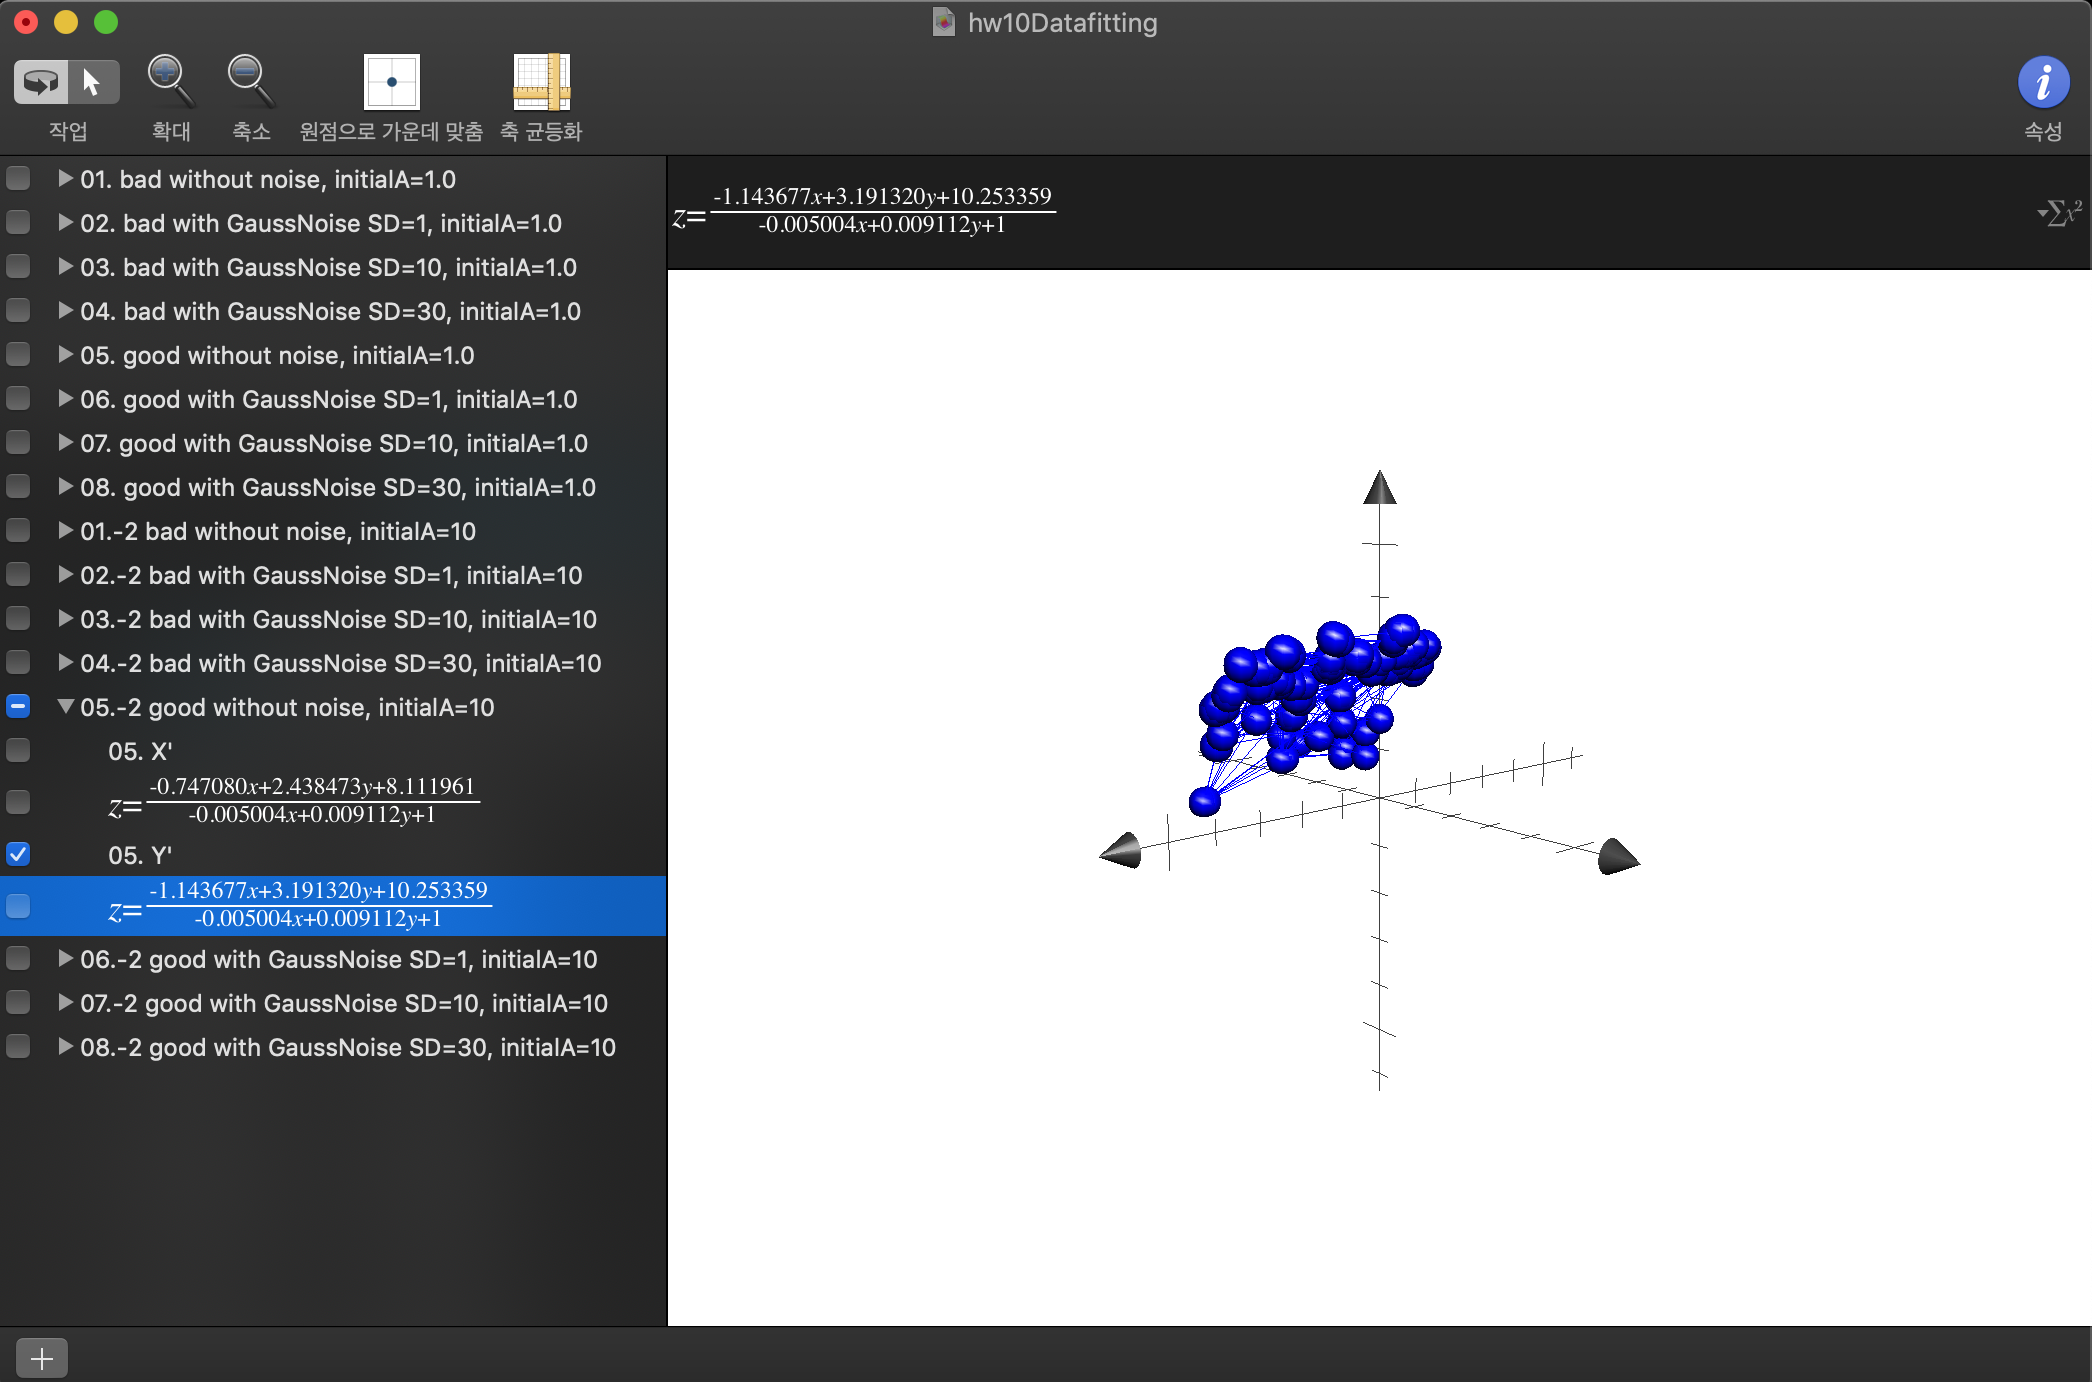 hw10Datafitting
작업
확대
축소
원점으로 가운데 맞춤
축 균등화
속성
01. bad without noise, initialA=1.0
02. bad with GaussNoise SD=1, initialA=1.0
03. bad with GaussNoise SD=10, initialA=1.0
04. bad with GaussNoise SD=30, initialA=1.0
05. good without noise, initialA=1.0
06. good with GaussNoise SD=1, initialA=1.0
07. good with GaussNoise SD=10, initialA=1.0
08. good with GaussNoise SD=30, initialA=1.0
01.-2 bad without noise, initialA=10
02.-2 bad with GaussNoise SD=1, initialA=10
03.-2 bad with GaussNoise SD=10, initialA=10
04.-2 bad with GaussNoise SD=30, initialA=10
05.-2 good without noise, initialA=10
05. X'
-0.747080x+2.438473y+8.111961
z=
-0.005004x+0.009112y+1
05. Y'
-1.143677x+3.191320y+10.253359
z=
-0.005004x+0.009112y+1
06.-2 good with GaussNoise SD=1, initialA=10
07.-2 good with GaussNoise SD=10, initialA=10
08.-2 good with GaussNoise SD=30, initialA=10
-1.143677x+3.191320y+10.253359
z=
-0.005004x+0.009112y+1
Σx²